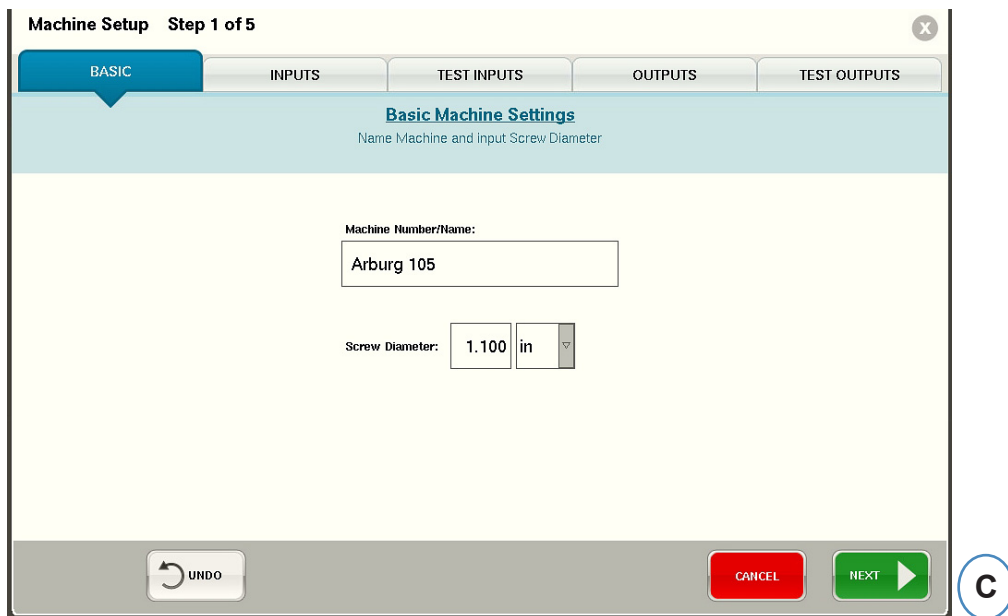 Machine Setup Step 1 of 5
X
BASIC INPUTS TEST INPUTS OUTPUTS TEST OUTPUTS
Basic Machine Settings
Name Machine and input Screw Diameter
Machine Number/Name:
Arburg 105
Screw Diameter: 1.100 in
UNDO CANCEL NEXT
C